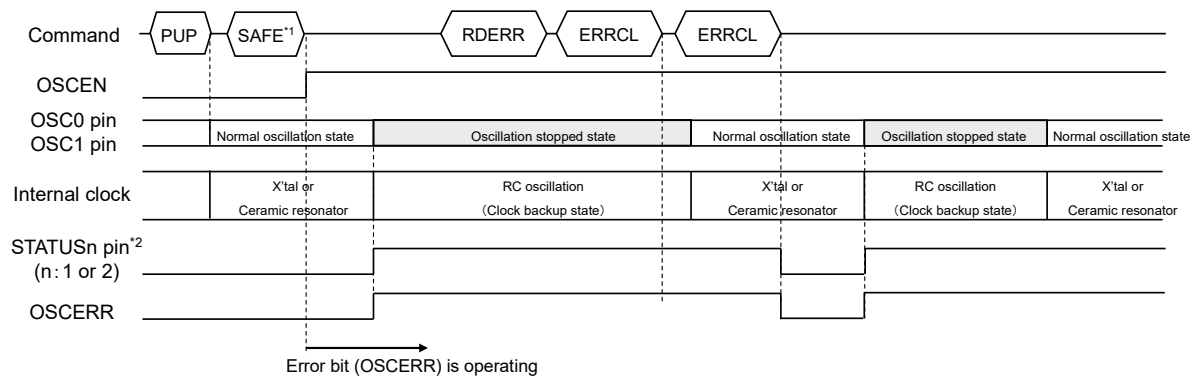 Command
PUP
SAFE*1
RDERR
ERRCL
ERRCL
OSCEN
OSC0 pin
OSC1 pin
Normal oscillation state
Oscillation stopped state
Normal oscillation state
Oscillation stopped state
Normal oscillation state
Internal clock
X'tal or
Ceramic resonator
RC oscillation
（Clock backup state）
X'tal or
Ceramic resonator
RC oscillation
（Clock backup state）
X'tal or
Ceramic resonator
STATUSn pin*2
(n：1 or 2)
OSCERR
Error bit (OSCERR) is operating